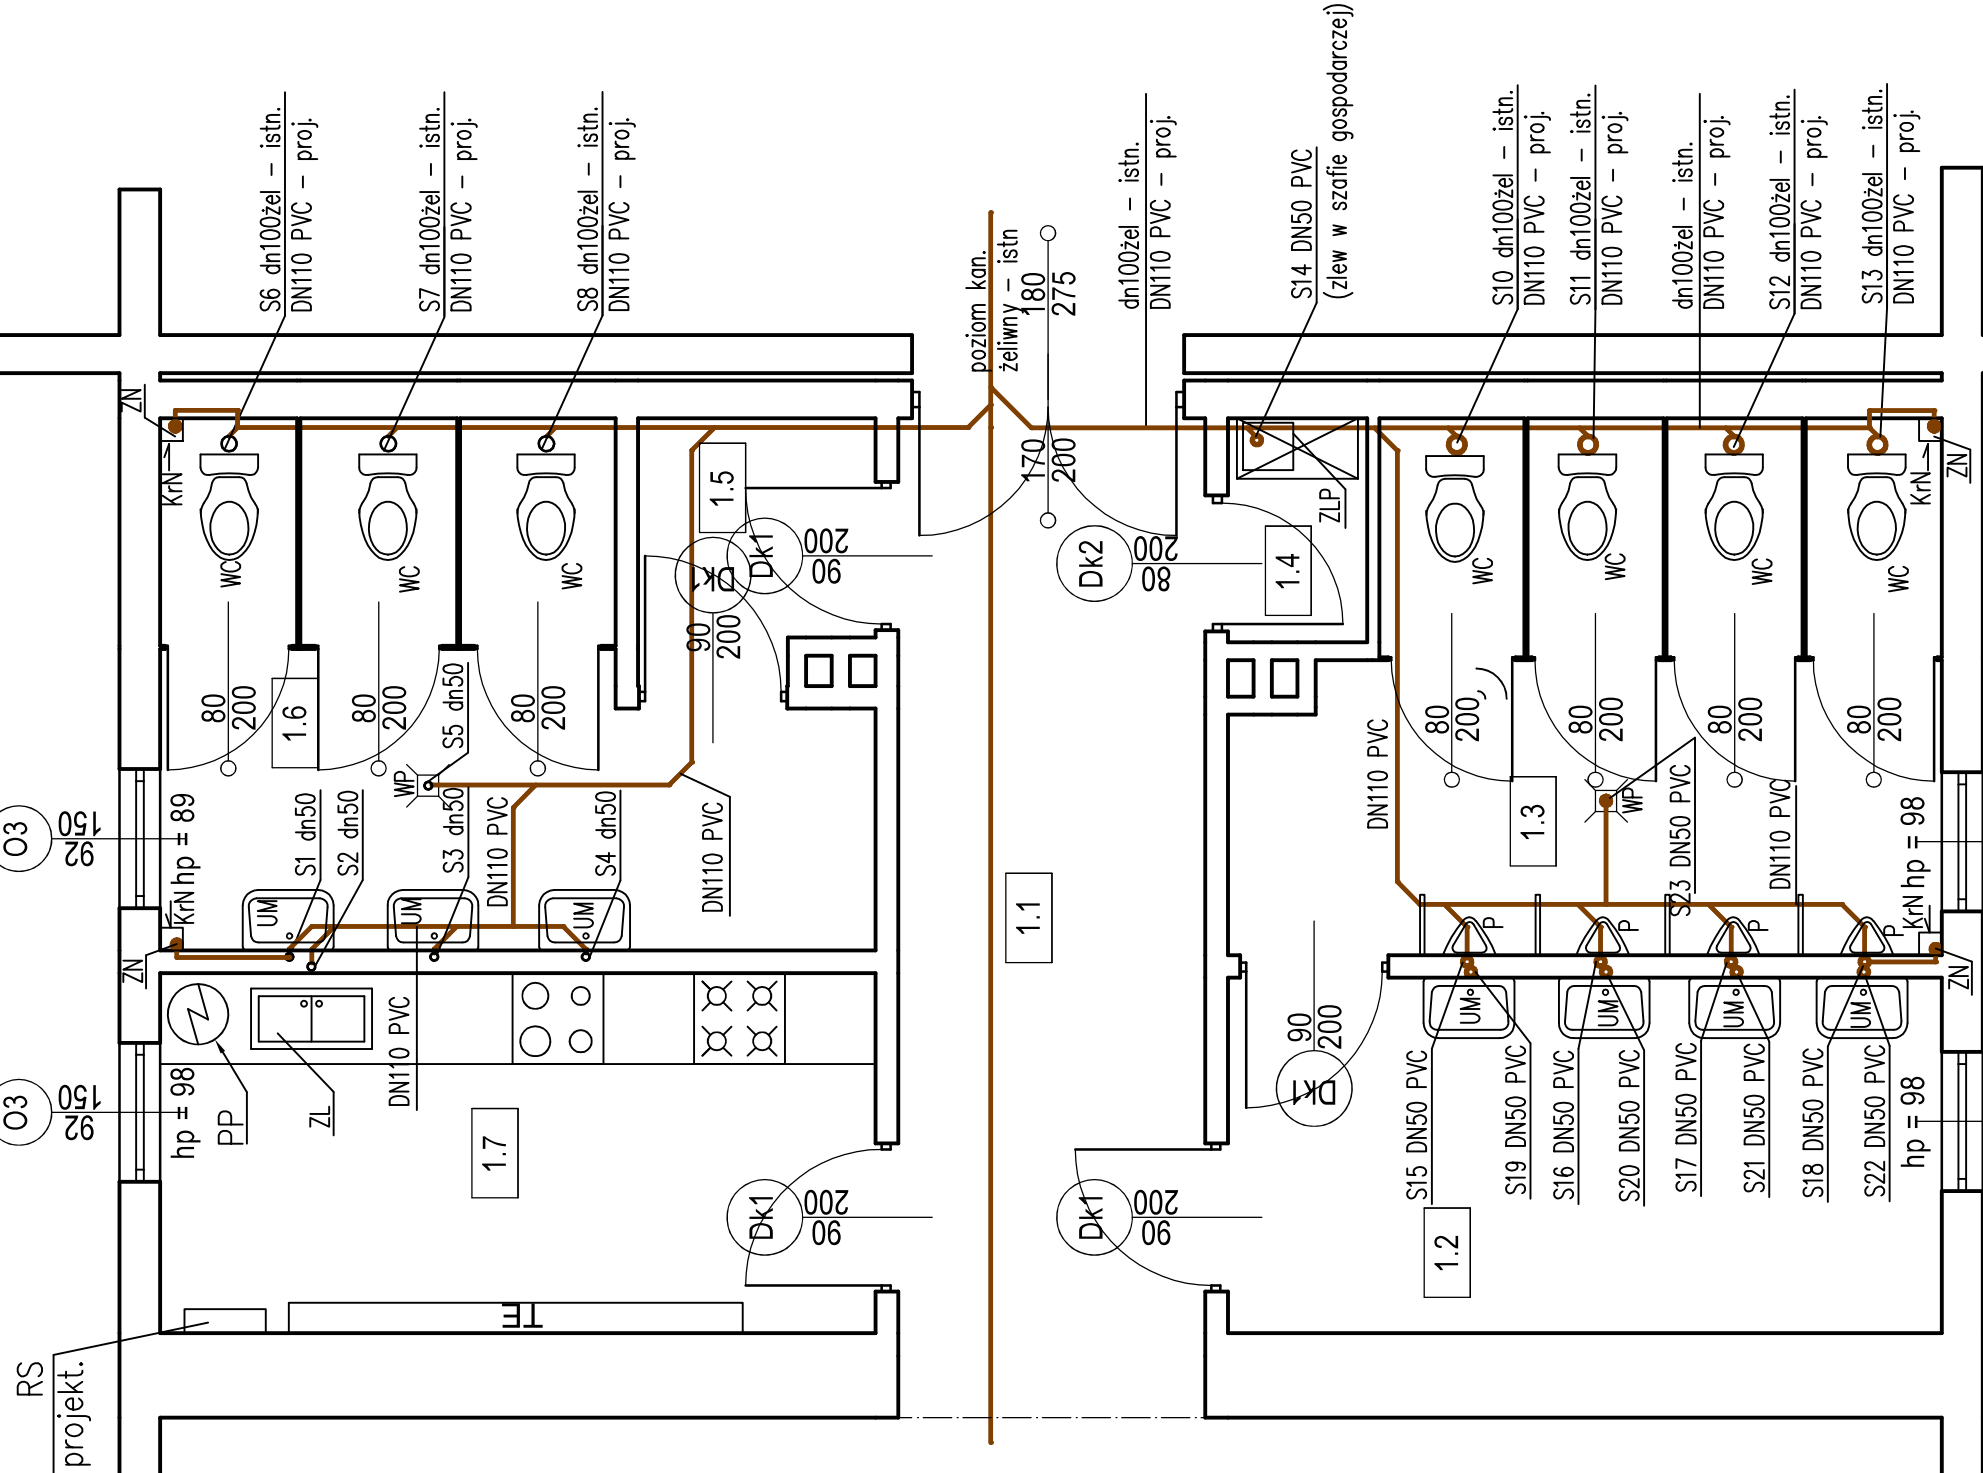 S6 dn100żel – istn.
DN110 PVC – proj.
S7 dn100żel – istn.
DN110 PVC – proj.
S8 dn100żel – istn.
DN110 PVC – proj.
poziom kan.
żeliwny – istn
180
275
dn100żel – istn.
DN110 PVC – proj.
S14 DN50 PVC
(zlew w szafie gospodarczej)
S10 dn100żel – istn.
DN110 PVC – proj.
S11 dn100żel – istn.
DN110 PVC – proj.
dn100żel – istn.
DN110 PVC – proj.
S12 dn100żel – istn.
DN110 PVC – proj.
S13 dn100żel – istn.
DN110 PVC – proj.
ZN
KrN
WC
WC
WC
1.5
Dk1
90
200
Dk1
90
200
170
200
Dk2
80
200
1.4
ZLP
WC
WC
WC
WC
KrN
ZN
80
200
1.6
80
200
80
200
S5 dn50
WP
80
200
80
200
80
200
80
200
O3
92
150
hp = 89
KrN
ZN
S1 dn50
S2 dn50
S3 dn50
DN110 PVC
S4 dn50
DN110 PVC
UM
UM
UM
1.1
DN110 PVC
1.3
WP
S23 DN50 PVC
DN110 PVC
hp = 98
KrN
ZN
P
P
P
P
UM
UM
UM
UM
O3
92
150
hp = 98
PP
ZL
DN110 PVC
1.7
Dk1
90
200
Dk1
90
200
Dk1
90
200
S15 DN50 PVC
S19 DN50 PVC
S16 DN50 PVC
S20 DN50 PVC
S17 DN50 PVC
S21 DN50 PVC
S18 DN50 PVC
S22 DN50 PVC
hp = 98
1.2
TE
RS
projekt.